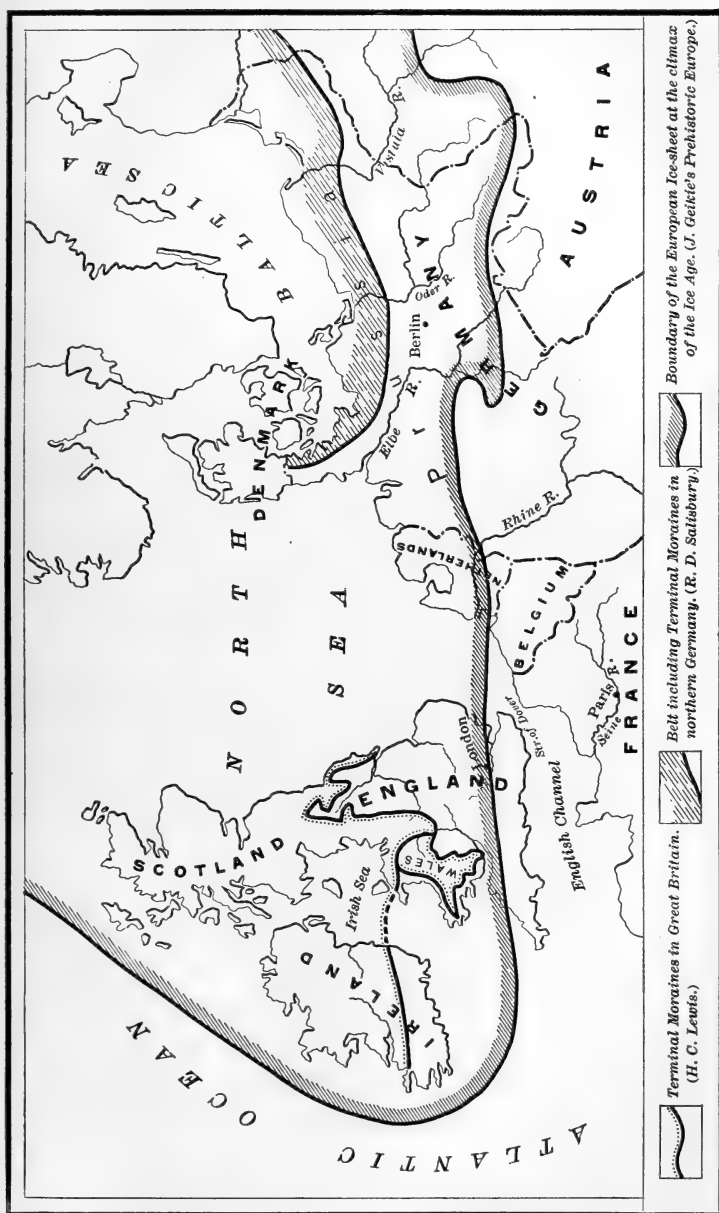 ATLANTIC
OCEAN
NORTH
SEA
BALTIC SEA
SCOTLAND
IRELAND
Irish Sea
ENGLAND
WALES
London
Str. of Dover
English Channel
DENMARK
NETHERLANDS
BELGIUM
FRANCE
Paris
Seine R.
Rhine R.
Elbe R.
Prussia
Berlin
Oder R.
Vistula R.
GERMANY
AUSTRIA
Terminal Moraines in Great Britain.
(H. C. Lewis.)
Belt including Terminal Moraines in
northern Germany. (R. D. Salisbury.)
Boundary of the European Ice-sheet at the climax
of the Ice Age. (J. Geikie's Prehistoric Europe.)